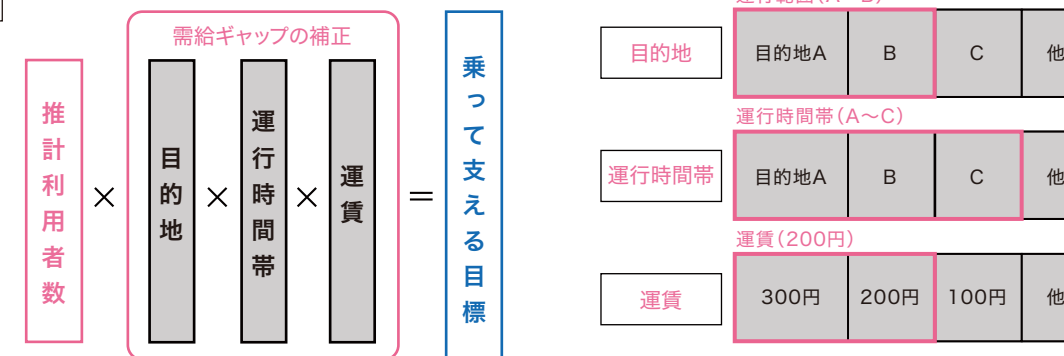 需給ギャップの補正
推計利用者数
×
目的地
×
運行時間帯
×
運賃
=
乗って支える目標
目的地
目的地A
B
C
他
運行時間帯(A〜C)
運行時間帯
目的地A
B
C
他
運賃(200円)
運賃
300円
200円
100円
他